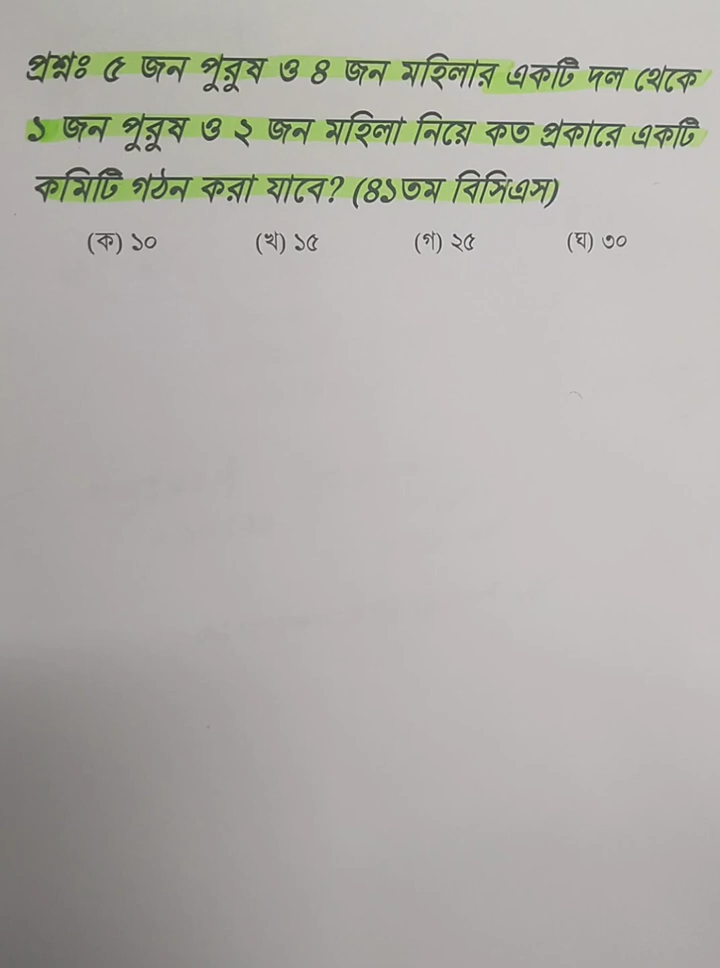 প্রশ্নঃ ৫ জন পুরুষ ও ৪ জন মহিলার একটি দল থেকে
১ জন পুরুষ ও ২ জন মহিলা নিয়ে কত প্রকারে একটি
কমিটি গঠন করা যাবে? (৪১তম বিসিএস)
(ক) ১০ (খ) ১৫ (গ) ২৫ (ঘ) ৩০